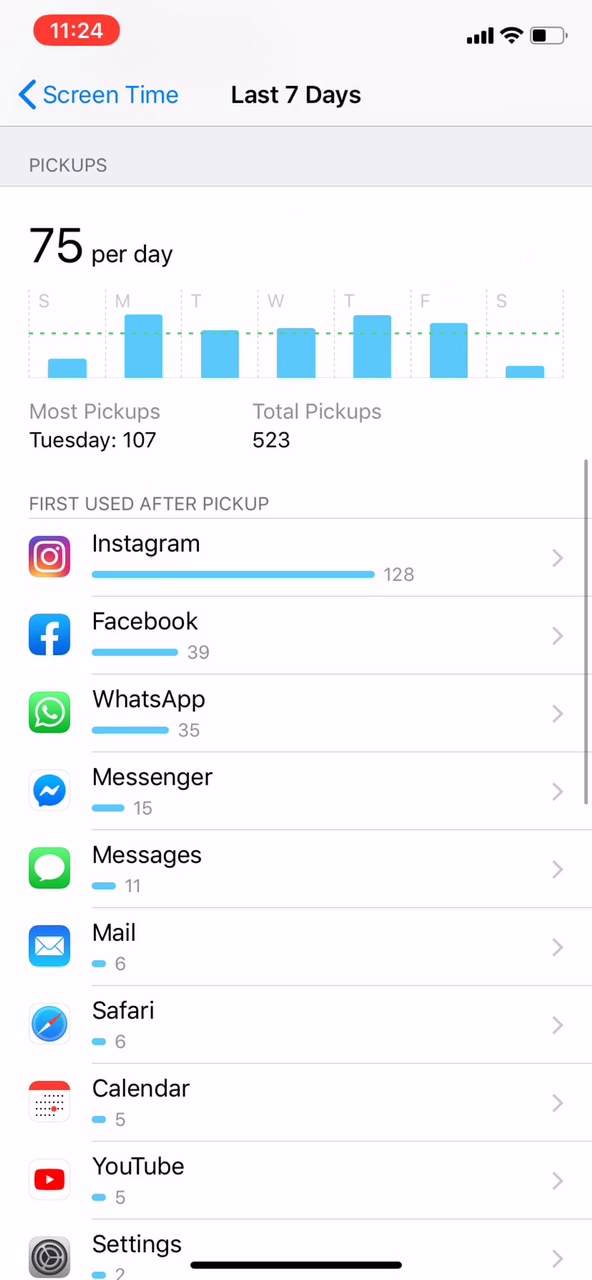 11:24
Screen Time
Last 7 Days
PICKUPS
75 per day
S M T W T F S
Most Pickups Total Pickups
Tuesday: 107 523
FIRST USED AFTER PICKUP
Instagram
128
Facebook
39
WhatsApp
35
Messenger
15
Messages
11
Mail
6
Safari
6
Calendar
5
YouTube
5
Settings
2